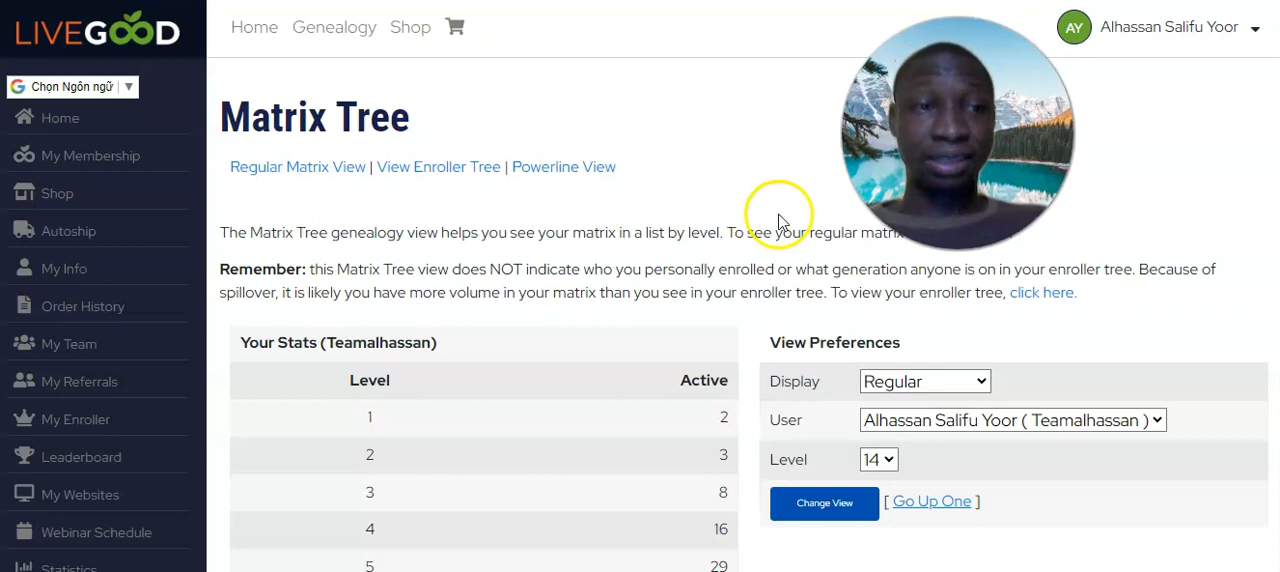 LIVEGOOD
Home Genealogy Shop
AY Alhassan Salifu Yoor
G Chọn Ngôn ngữ ▼
Home
My Membership
Shop
Autoship
My Info
Order History
My Team
My Referrals
My Enroller
Leaderboard
My Websites
Webinar Schedule
Statistics
Matrix Tree
Regular Matrix View | View Enroller Tree | Powerline View
The Matrix Tree genealogy view helps you see your matrix in a list by level. To see your regular matrix
Remember: this Matrix Tree view does NOT indicate who you personally enrolled or what generation anyone is on in your enroller tree. Because of
spillover, it is likely you have more volume in your matrix than you see in your enroller tree. To view your enroller tree, click here.
Your Stats (Teamalhassan)
Level Active
1 2
2 3
3 8
4 16
5 29
View Preferences
Display Regular
User Alhassan Salifu Yoor ( Teamalhassan )
Level 14
Change View [ Go Up One ]